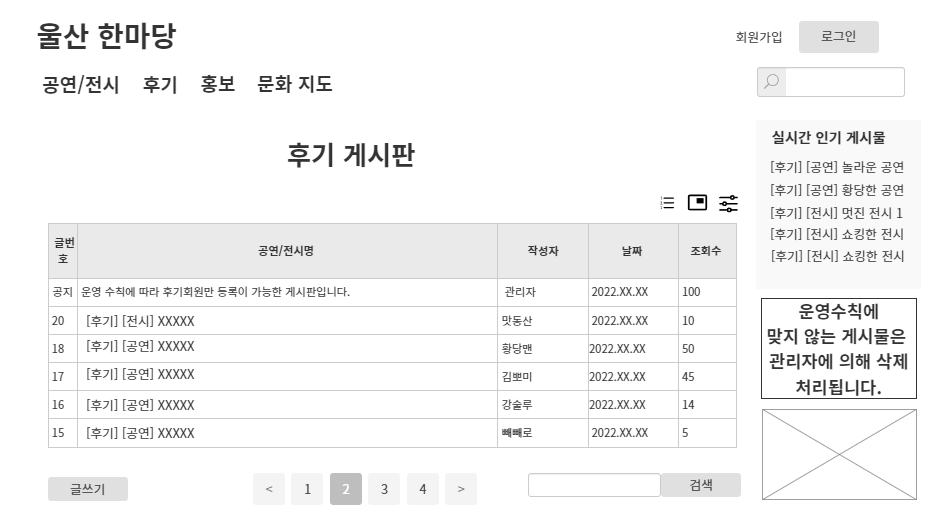 울산 한마당
회원가입 로그인
공연/전시 후기 홍보 문화 지도
후기 게시판
글번호 공연/전시명 작성자 날짜 조회수
공지 운영 수칙에 따라 후기회원만 등록이 가능한 게시판입니다. 관리자 2022.XX.XX 100
20 [후기] [전시] XXXXX 맛동산 2022.XX.XX 10
18 [후기] [공연] XXXXX 황당맨 2022.XX.XX 50
17 [후기] [공연] XXXXX 김뽀미 2022.XX.XX 45
16 [후기] [공연] XXXXX 강술루 2022.XX.XX 14
15 [후기] [공연] XXXXX 빼빼로 2022.XX.XX 5
글쓰기 < 1 2 3 4 > 검색
실시간 인기 게시물
[후기] [공연] 놀라운 공연
[후기] [공연] 황당한 공연
[후기] [전시] 멋진 전시 1
[후기] [전시] 쇼킹한 전시
[후기] [전시] 쇼킹한 전시
운영수칙에
맞지 않는 게시물은
관리자에 의해 삭제
처리됩니다.